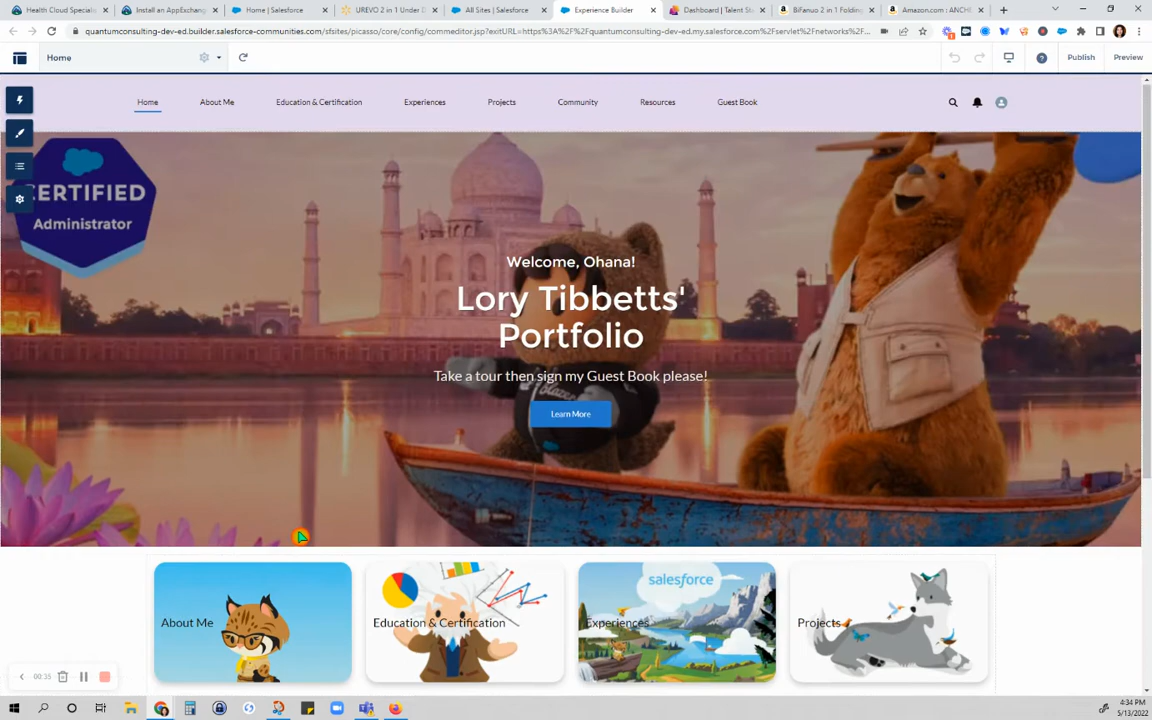 Health Cloud Specialis
Install an AppExchang
Home | Salesforce
UREVO 2 in 1 Under D
All Sites | Salesforce
Experience Builder
Dashboard | Talent Sta
BiFanuo 2 in 1 Folding
Amazon.com : ANCHE
quantumconsulting-dev-ed.builder.salesforce-communities.com/sfsites/picasso/core/config/commeditor.jsp?exitURL=https%3A%2F%2Fquantumconsulting-dev-ed.my.salesforce.com%2Fservlet%2Fnetworks%2F...
Home
Publish
Preview
Home
About Me
Education & Certification
Experiences
Projects
Community
Resources
Guest Book
CERTIFIED
Administrator
Welcome, Ohana!
Lory Tibbetts'
Portfolio
Take a tour then sign my Guest Book please!
Learn More
About Me
Education & Certification
salesforce
Experiences
Projects
00:35
4:34 PM
5/13/2022